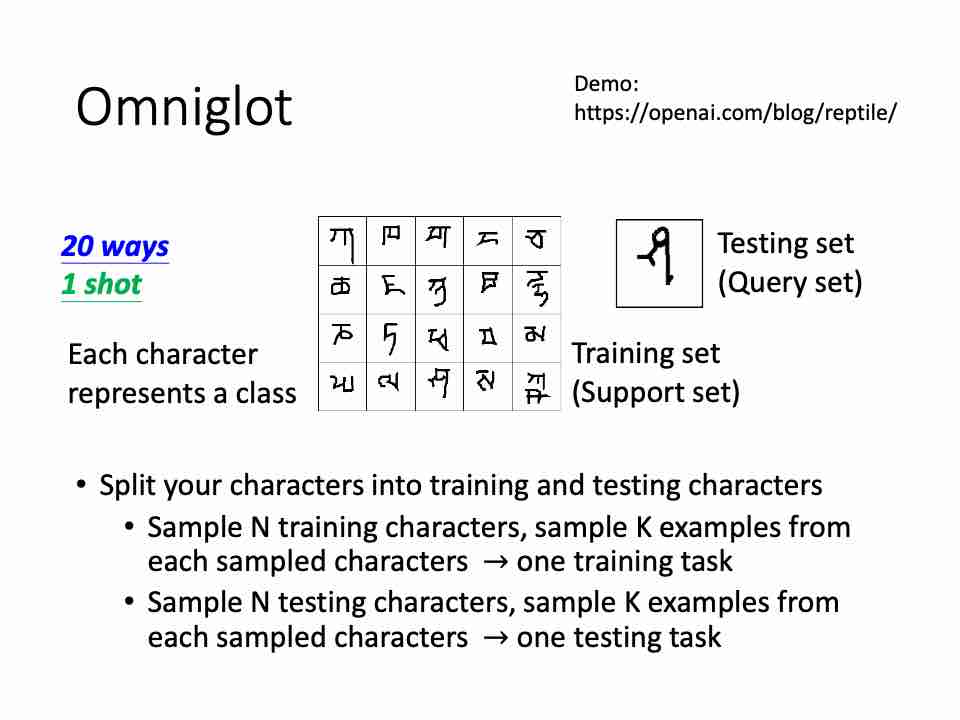 Omniglot
Demo:
https://openai.com/blog/reptile/
20 ways
1 shot
Each character
represents a class
Testing set
(Query set)
Training set
(Support set)
• Split your characters into training and testing characters
• Sample N training characters, sample K examples from
each sampled characters → one training task
• Sample N testing characters, sample K examples from
each sampled characters → one testing task